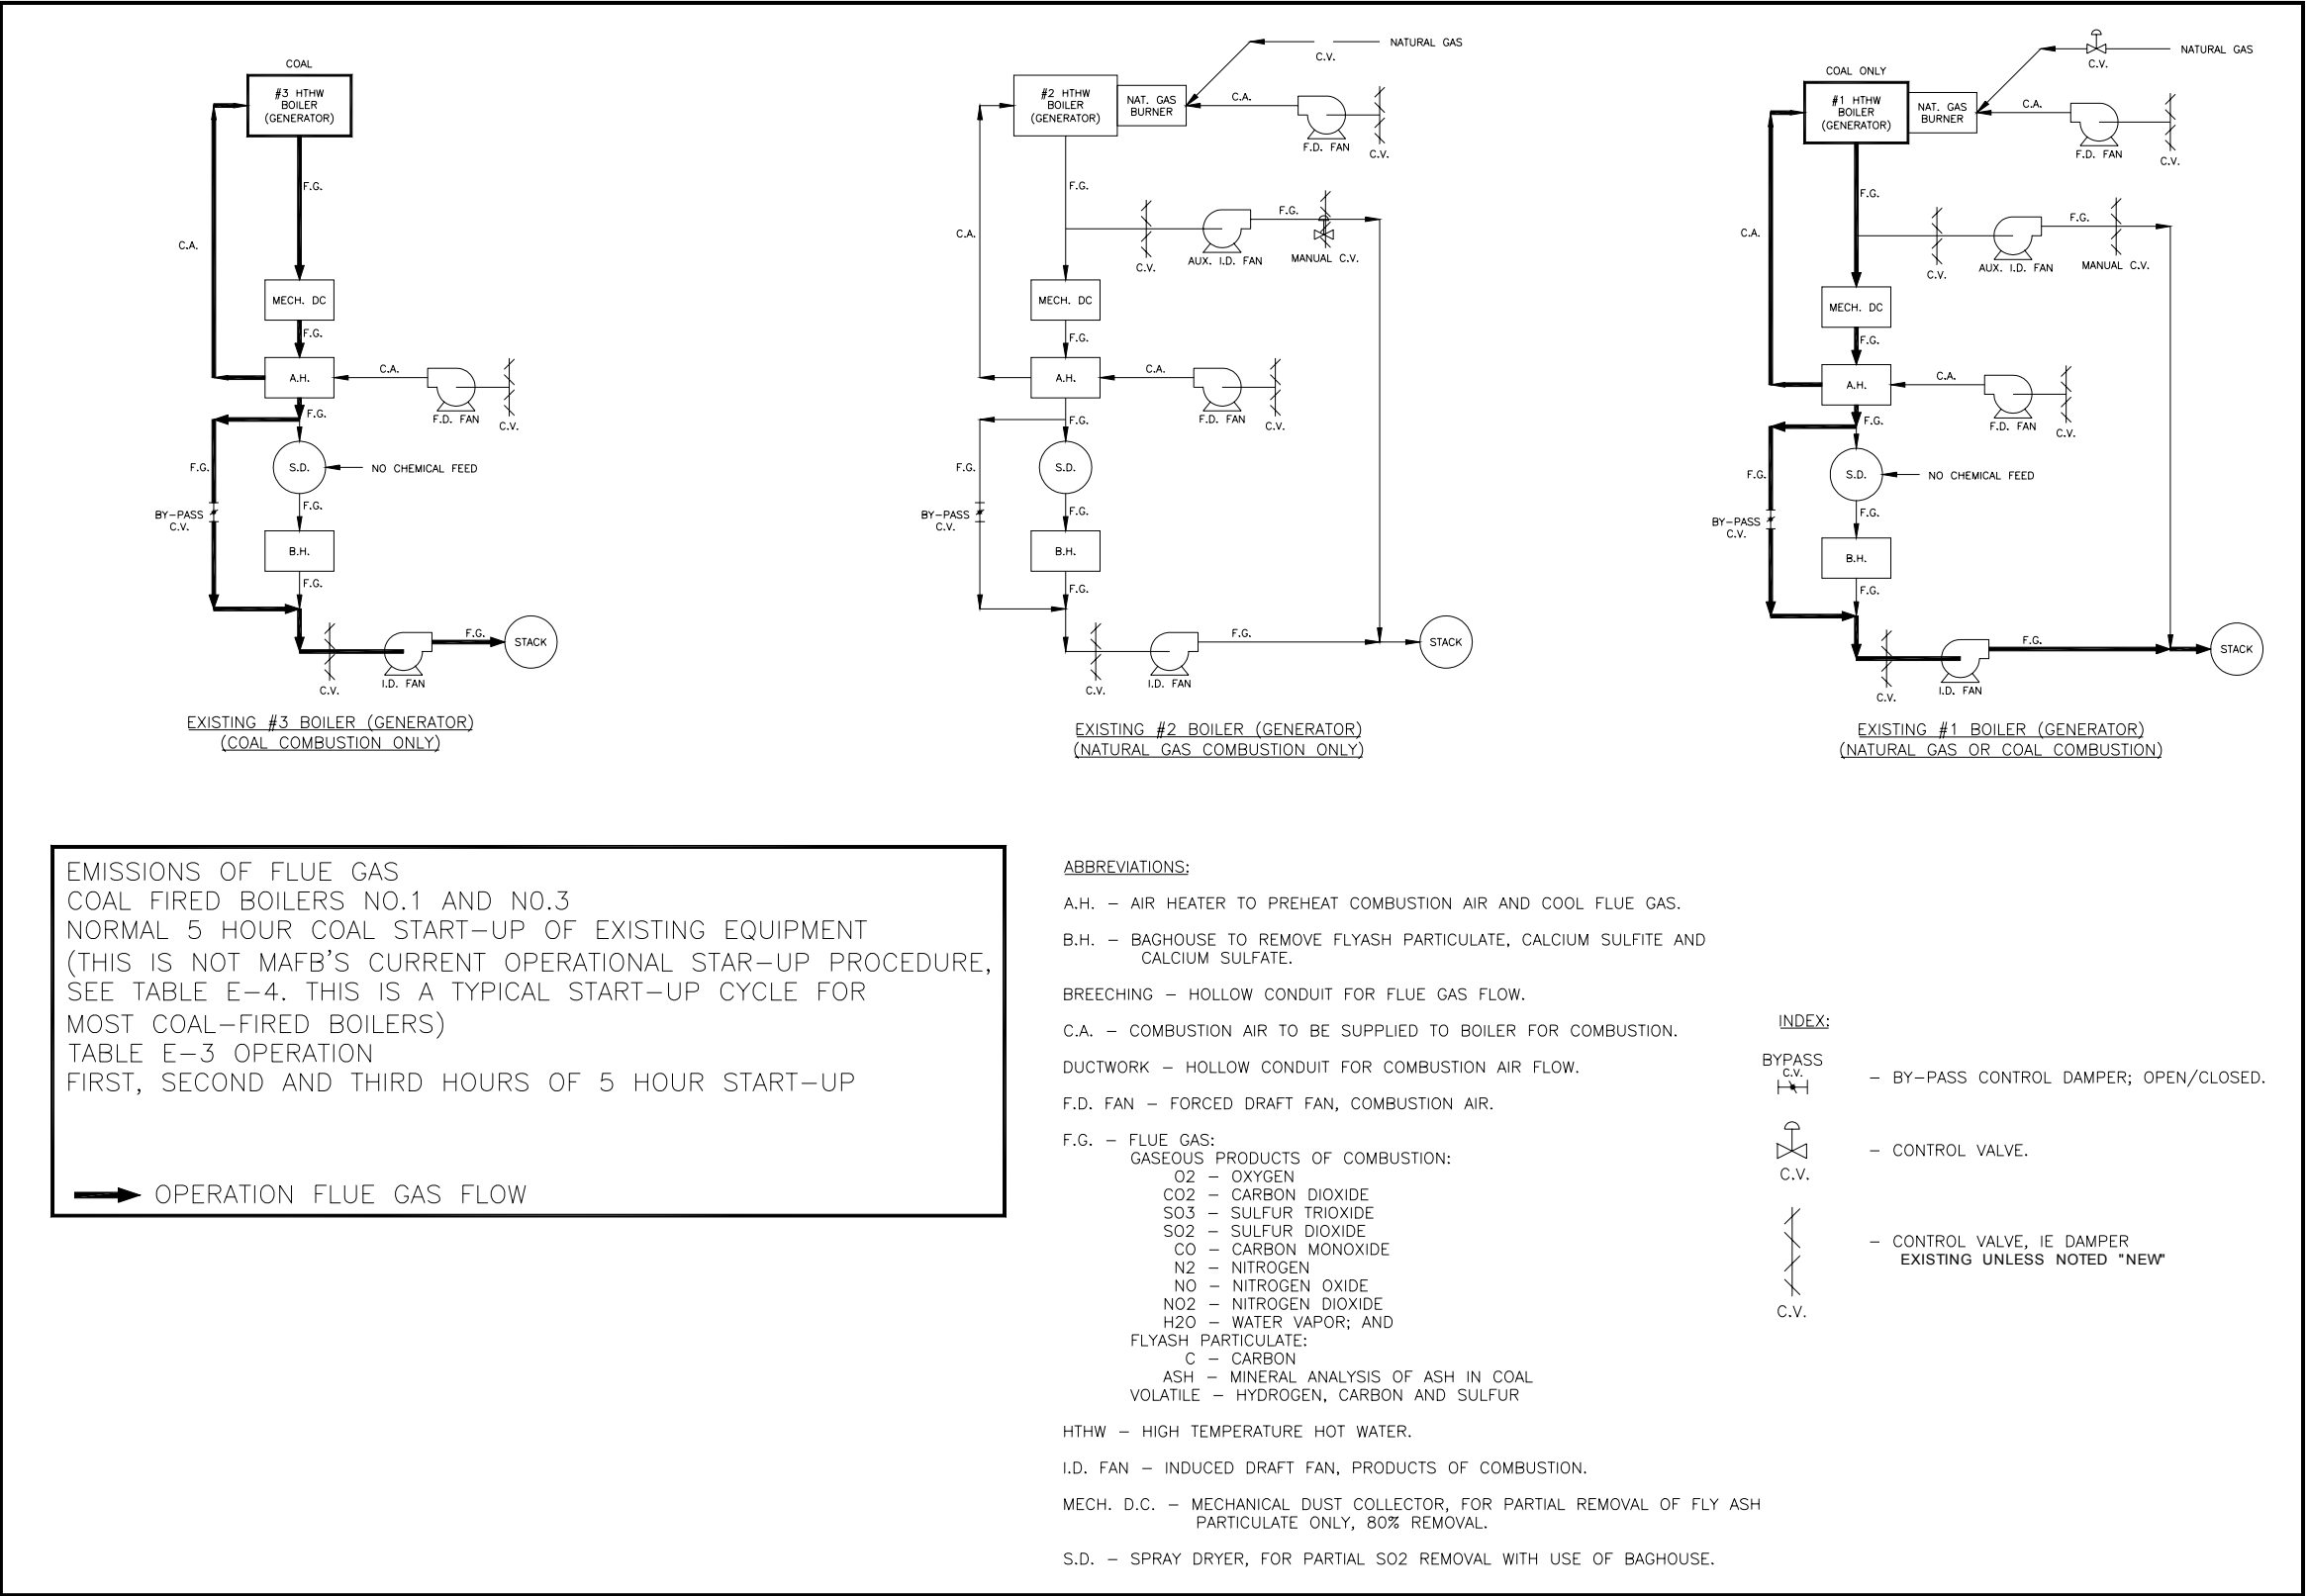 COAL
#3 HTHW
BOILER
(GENERATOR)
F.G.
C.A.
MECH. DC
F.G.
A.H.
C.A.
F.D. FAN
C.V.
F.G.
F.G.
S.D.
NO CHEMICAL FEED
F.G.
BY-PASS
C.V.
B.H.
F.G.
F.G.
STACK
C.V.
I.D. FAN
EXISTING #3 BOILER (GENERATOR)
(COAL COMBUSTION ONLY)
NATURAL GAS
C.V.
#2 HTHW
BOILER
(GENERATOR)
NAT. GAS
BURNER
C.A.
F.D. FAN
C.V.
F.G.
C.A.
F.G.
C.V.
AUX. I.D. FAN
MANUAL C.V.
MECH. DC
F.G.
A.H.
C.A.
F.D. FAN
C.V.
F.G.
F.G.
S.D.
F.G.
BY-PASS
C.V.
B.H.
F.G.
F.G.
STACK
C.V.
I.D. FAN
EXISTING #2 BOILER (GENERATOR)
(NATURAL GAS COMBUSTION ONLY)
NATURAL GAS
C.V.
COAL ONLY
#1 HTHW
BOILER
(GENERATOR)
NAT. GAS
BURNER
C.A.
F.D. FAN
C.V.
F.G.
C.A.
F.G.
C.V.
AUX. I.D. FAN
MANUAL C.V.
MECH. DC
F.G.
A.H.
C.A.
F.D. FAN
C.V.
F.G.
F.G.
S.D.
NO CHEMICAL FEED
F.G.
BY-PASS
C.V.
B.H.
F.G.
F.G.
STACK
C.V.
I.D. FAN
EXISTING #1 BOILER (GENERATOR)
(NATURAL GAS OR COAL COMBUSTION)
EMISSIONS OF FLUE GAS
COAL FIRED BOILERS NO.1 AND NO.3
NORMAL 5 HOUR COAL START-UP OF EXISTING EQUIPMENT
(THIS IS NOT MAFB'S CURRENT OPERATIONAL STAR-UP PROCEDURE,
SEE TABLE E-4. THIS IS A TYPICAL START-UP CYCLE FOR
MOST COAL-FIRED BOILERS)
TABLE E-3 OPERATION
FIRST, SECOND AND THIRD HOURS OF 5 HOUR START-UP
OPERATION FLUE GAS FLOW
ABBREVIATIONS:
A.H. - AIR HEATER TO PREHEAT COMBUSTION AIR AND COOL FLUE GAS.
B.H. - BAGHOUSE TO REMOVE FLYASH PARTICULATE, CALCIUM SULFITE AND
CALCIUM SULFATE.
BREECHING - HOLLOW CONDUIT FOR FLUE GAS FLOW.
C.A. - COMBUSTION AIR TO BE SUPPLIED TO BOILER FOR COMBUSTION.
DUCTWORK - HOLLOW CONDUIT FOR COMBUSTION AIR FLOW.
F.D. FAN - FORCED DRAFT FAN, COMBUSTION AIR.
F.G. - FLUE GAS:
GASEOUS PRODUCTS OF COMBUSTION:
O2 - OXYGEN
CO2 - CARBON DIOXIDE
SO3 - SULFUR TRIOXIDE
SO2 - SULFUR DIOXIDE
CO - CARBON MONOXIDE
N2 - NITROGEN
NO - NITROGEN OXIDE
NO2 - NITROGEN DIOXIDE
H2O - WATER VAPOR; AND
FLYASH PARTICULATE:
C - CARBON
ASH - MINERAL ANALYSIS OF ASH IN COAL
VOLATILE - HYDROGEN, CARBON AND SULFUR
HTHW - HIGH TEMPERATURE HOT WATER.
I.D. FAN - INDUCED DRAFT FAN, PRODUCTS OF COMBUSTION.
MECH. D.C. - MECHANICAL DUST COLLECTOR, FOR PARTIAL REMOVAL OF FLY ASH
PARTICULATE ONLY, 80% REMOVAL.
S.D. - SPRAY DRYER, FOR PARTIAL SO2 REMOVAL WITH USE OF BAGHOUSE.
INDEX:
BYPASS
C.V.
- BY-PASS CONTROL DAMPER; OPEN/CLOSED.
- CONTROL VALVE.
C.V.
- CONTROL VALVE, IE DAMPER
EXISTING UNLESS NOTED "NEW"
C.V.